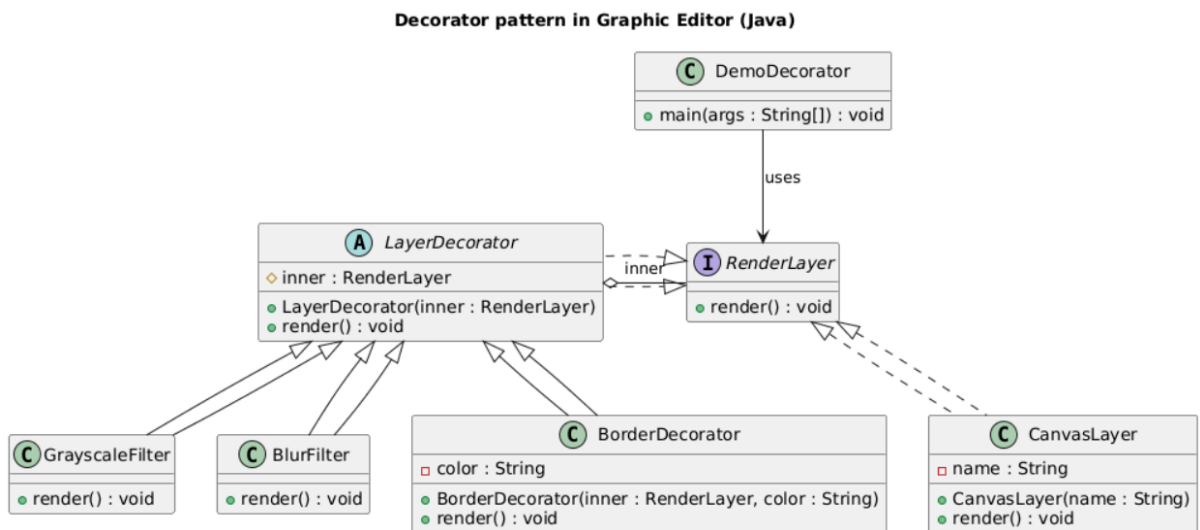 Decorator pattern in Graphic Editor (Java)
C DemoDecorator
main(args : String[]) : void
uses
A LayerDecorator
inner : RenderLayer
LayerDecorator(inner : RenderLayer)
render() : void
inner
I RenderLayer
render() : void
C GrayscaleFilter
render() : void
C BlurFilter
render() : void
C BorderDecorator
color : String
BorderDecorator(inner : RenderLayer, color : String)
render() : void
C CanvasLayer
name : String
CanvasLayer(name : String)
render() : void